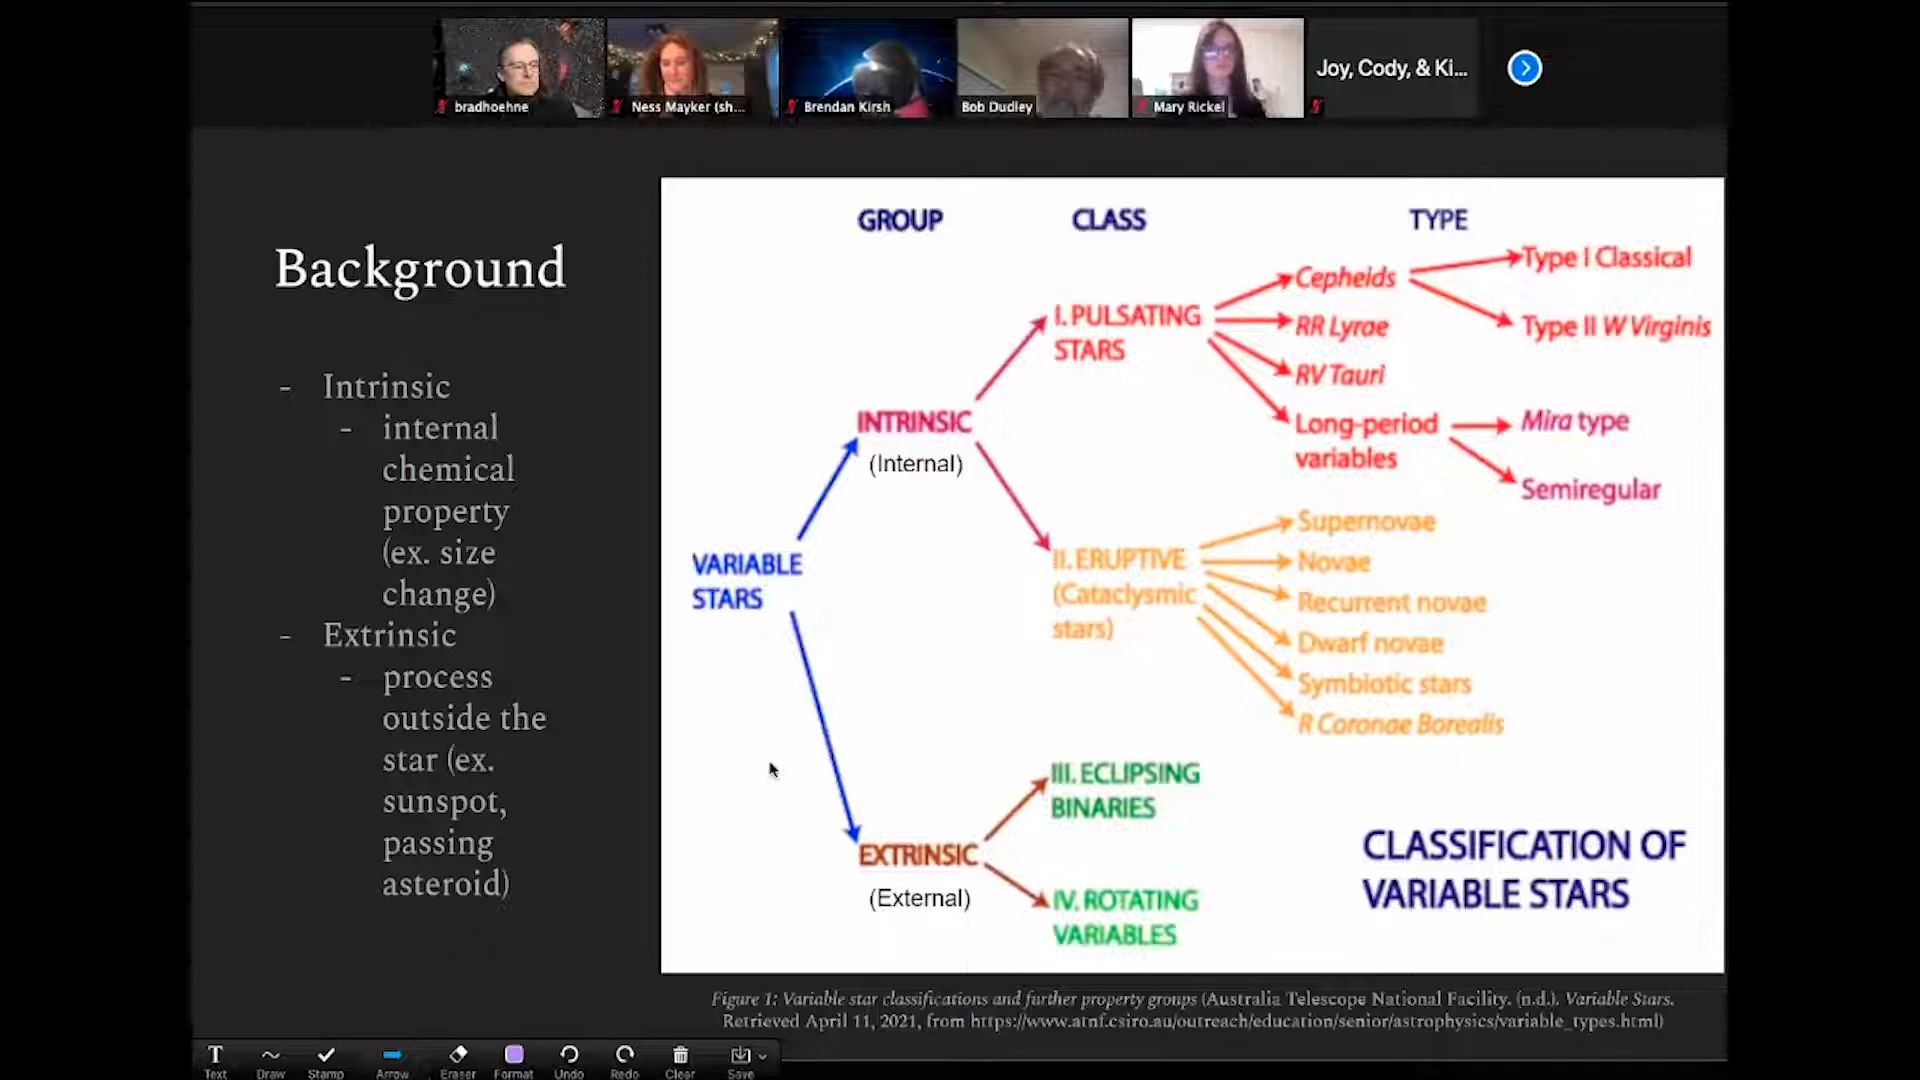 bradhoehne
Ness Mayker (sh...
Brendan Kirsh
Bob Dudley
Mary Rickel
Joy, Cody, & Ki...
Background
- Intrinsic
- internal
chemical
property
(ex. size
change)
- Extrinsic
- process
outside the
star (ex.
sunspot,
passing
asteroid)
GROUP
CLASS
TYPE
VARIABLE
STARS
INTRINSIC
(Internal)
EXTRINSIC
(External)
I. PULSATING
STARS
II. ERUPTIVE
(Cataclysmic
stars)
III. ECLIPSING
BINARIES
IV. ROTATING
VARIABLES
Cepheids
RR Lyrae
RV Tauri
Long-period
variables
Type I Classical
Type II W Virginis
Mira type
Semiregular
Supernovae
Novae
Recurrent novae
Dwarf novae
Symbiotic stars
R Coronae Borealis
CLASSIFICATION OF
VARIABLE STARS
Figure 1: Variable star classifications and further property groups (Australia Telescope National Facility. (n.d.). Variable Stars.
Retrieved April 11, 2021, from https://www.atnf.csiro.au/outreach/education/senior/astrophysics/variable_types.html)
Text Draw Stamp Arrow Eraser Format Undo Redo Clear Save